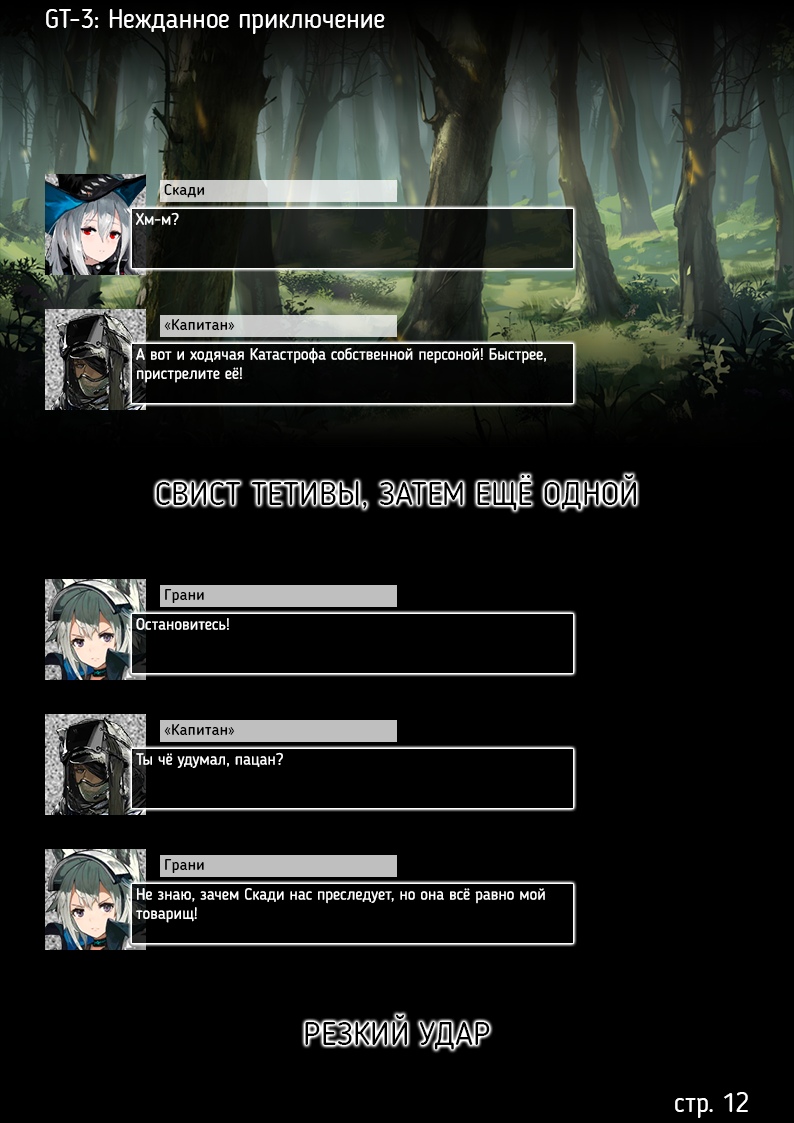 GT-3: Нежданное приключение
Скади
Хм-м?
«Капитан»
А вот и ходячая Катастрофа собственной персоной! Быстрее,
пристрелите её!
СВИСТ ТЕТИВЫ, ЗАТЕМ ЕЩЁ ОДНОЙ
Грани
Остановитесь!
«Капитан»
Ты чё удумал, пацан?
Грани
Не знаю, зачем Скади нас преследует, но она всё равно мой
товарищ!
РЕЗКИЙ УДАР
стр. 12